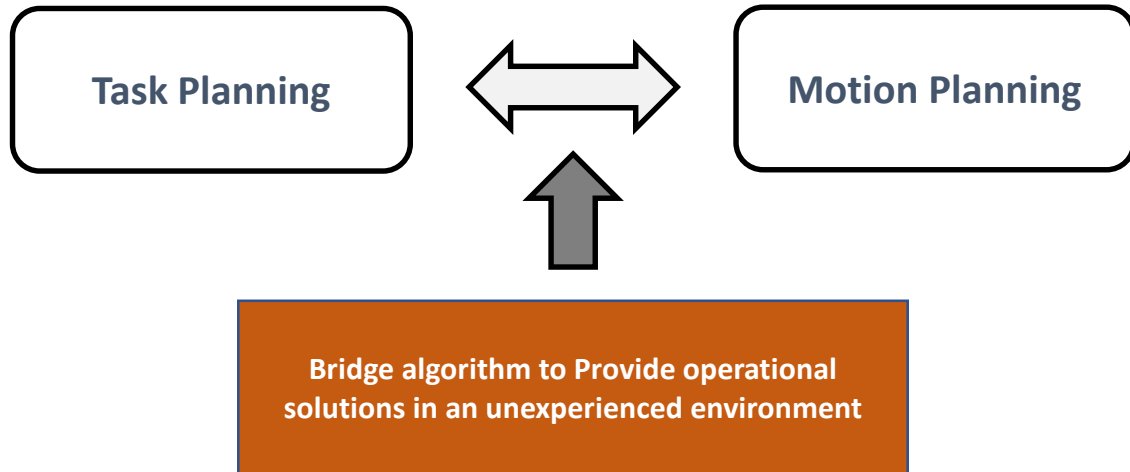 Task Planning
Motion Planning
Bridge algorithm to Provide operational
solutions in an unexperienced environment